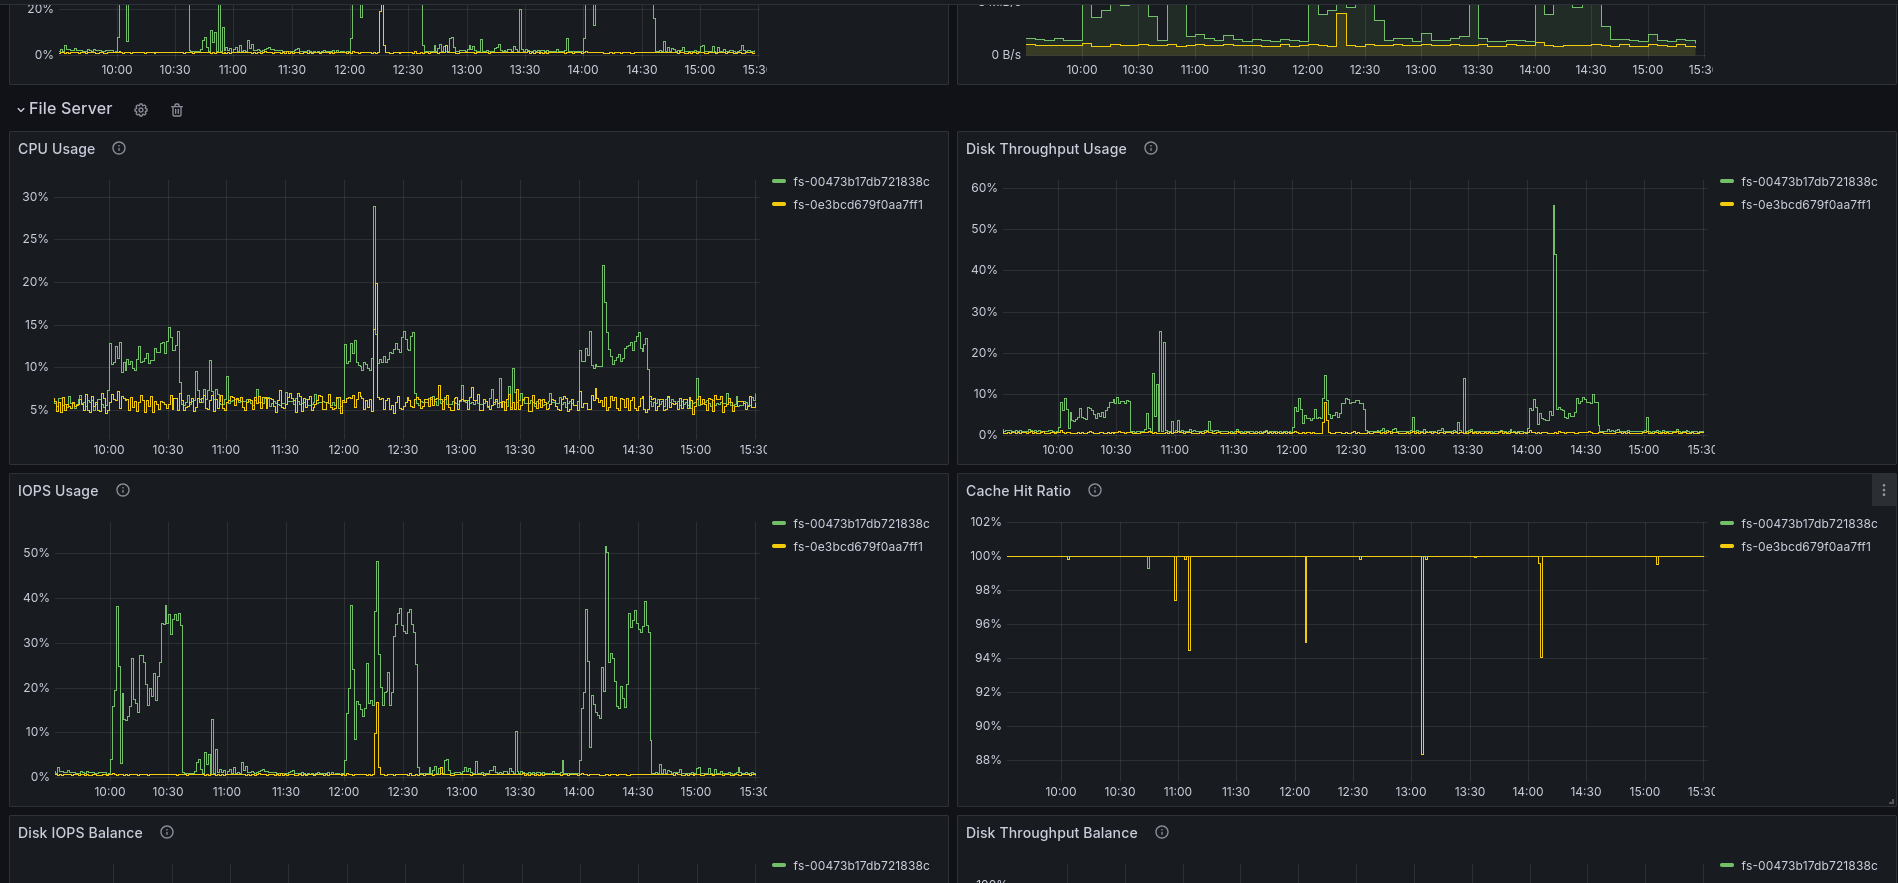 20%
0%
10:00 10:30 11:00 11:30 12:00 12:30 13:00 13:30 14:00 14:30 15:00 15:3
0 B/s
10:00 10:30 11:00 11:30 12:00 12:30 13:00 13:30 14:00 14:30 15:00 15:3
File Server
CPU Usage
30%
25%
20%
15%
10%
5%
10:00 10:30 11:00 11:30 12:00 12:30 13:00 13:30 14:00 14:30 15:00 15:30
fs-00473b17db721838c
fs-0e3bcd679f0aa7ff1
Disk Throughput Usage
60%
50%
40%
30%
20%
10%
0%
10:00 10:30 11:00 11:30 12:00 12:30 13:00 13:30 14:00 14:30 15:00 15:30
fs-00473b17db721838c
fs-0e3bcd679f0aa7ff1
IOPS Usage
50%
40%
30%
20%
10%
0%
10:00 10:30 11:00 11:30 12:00 12:30 13:00 13:30 14:00 14:30 15:00 15:30
fs-00473b17db721838c
fs-0e3bcd679f0aa7ff1
Cache Hit Ratio
102%
100%
98%
96%
94%
92%
90%
88%
10:00 10:30 11:00 11:30 12:00 12:30 13:00 13:30 14:00 14:30 15:00 15:30
fs-00473b17db721838c
fs-0e3bcd679f0aa7ff1
Disk IOPS Balance
fs-00473b17db721838c
Disk Throughput Balance
100%
fs-00473b17db721838c